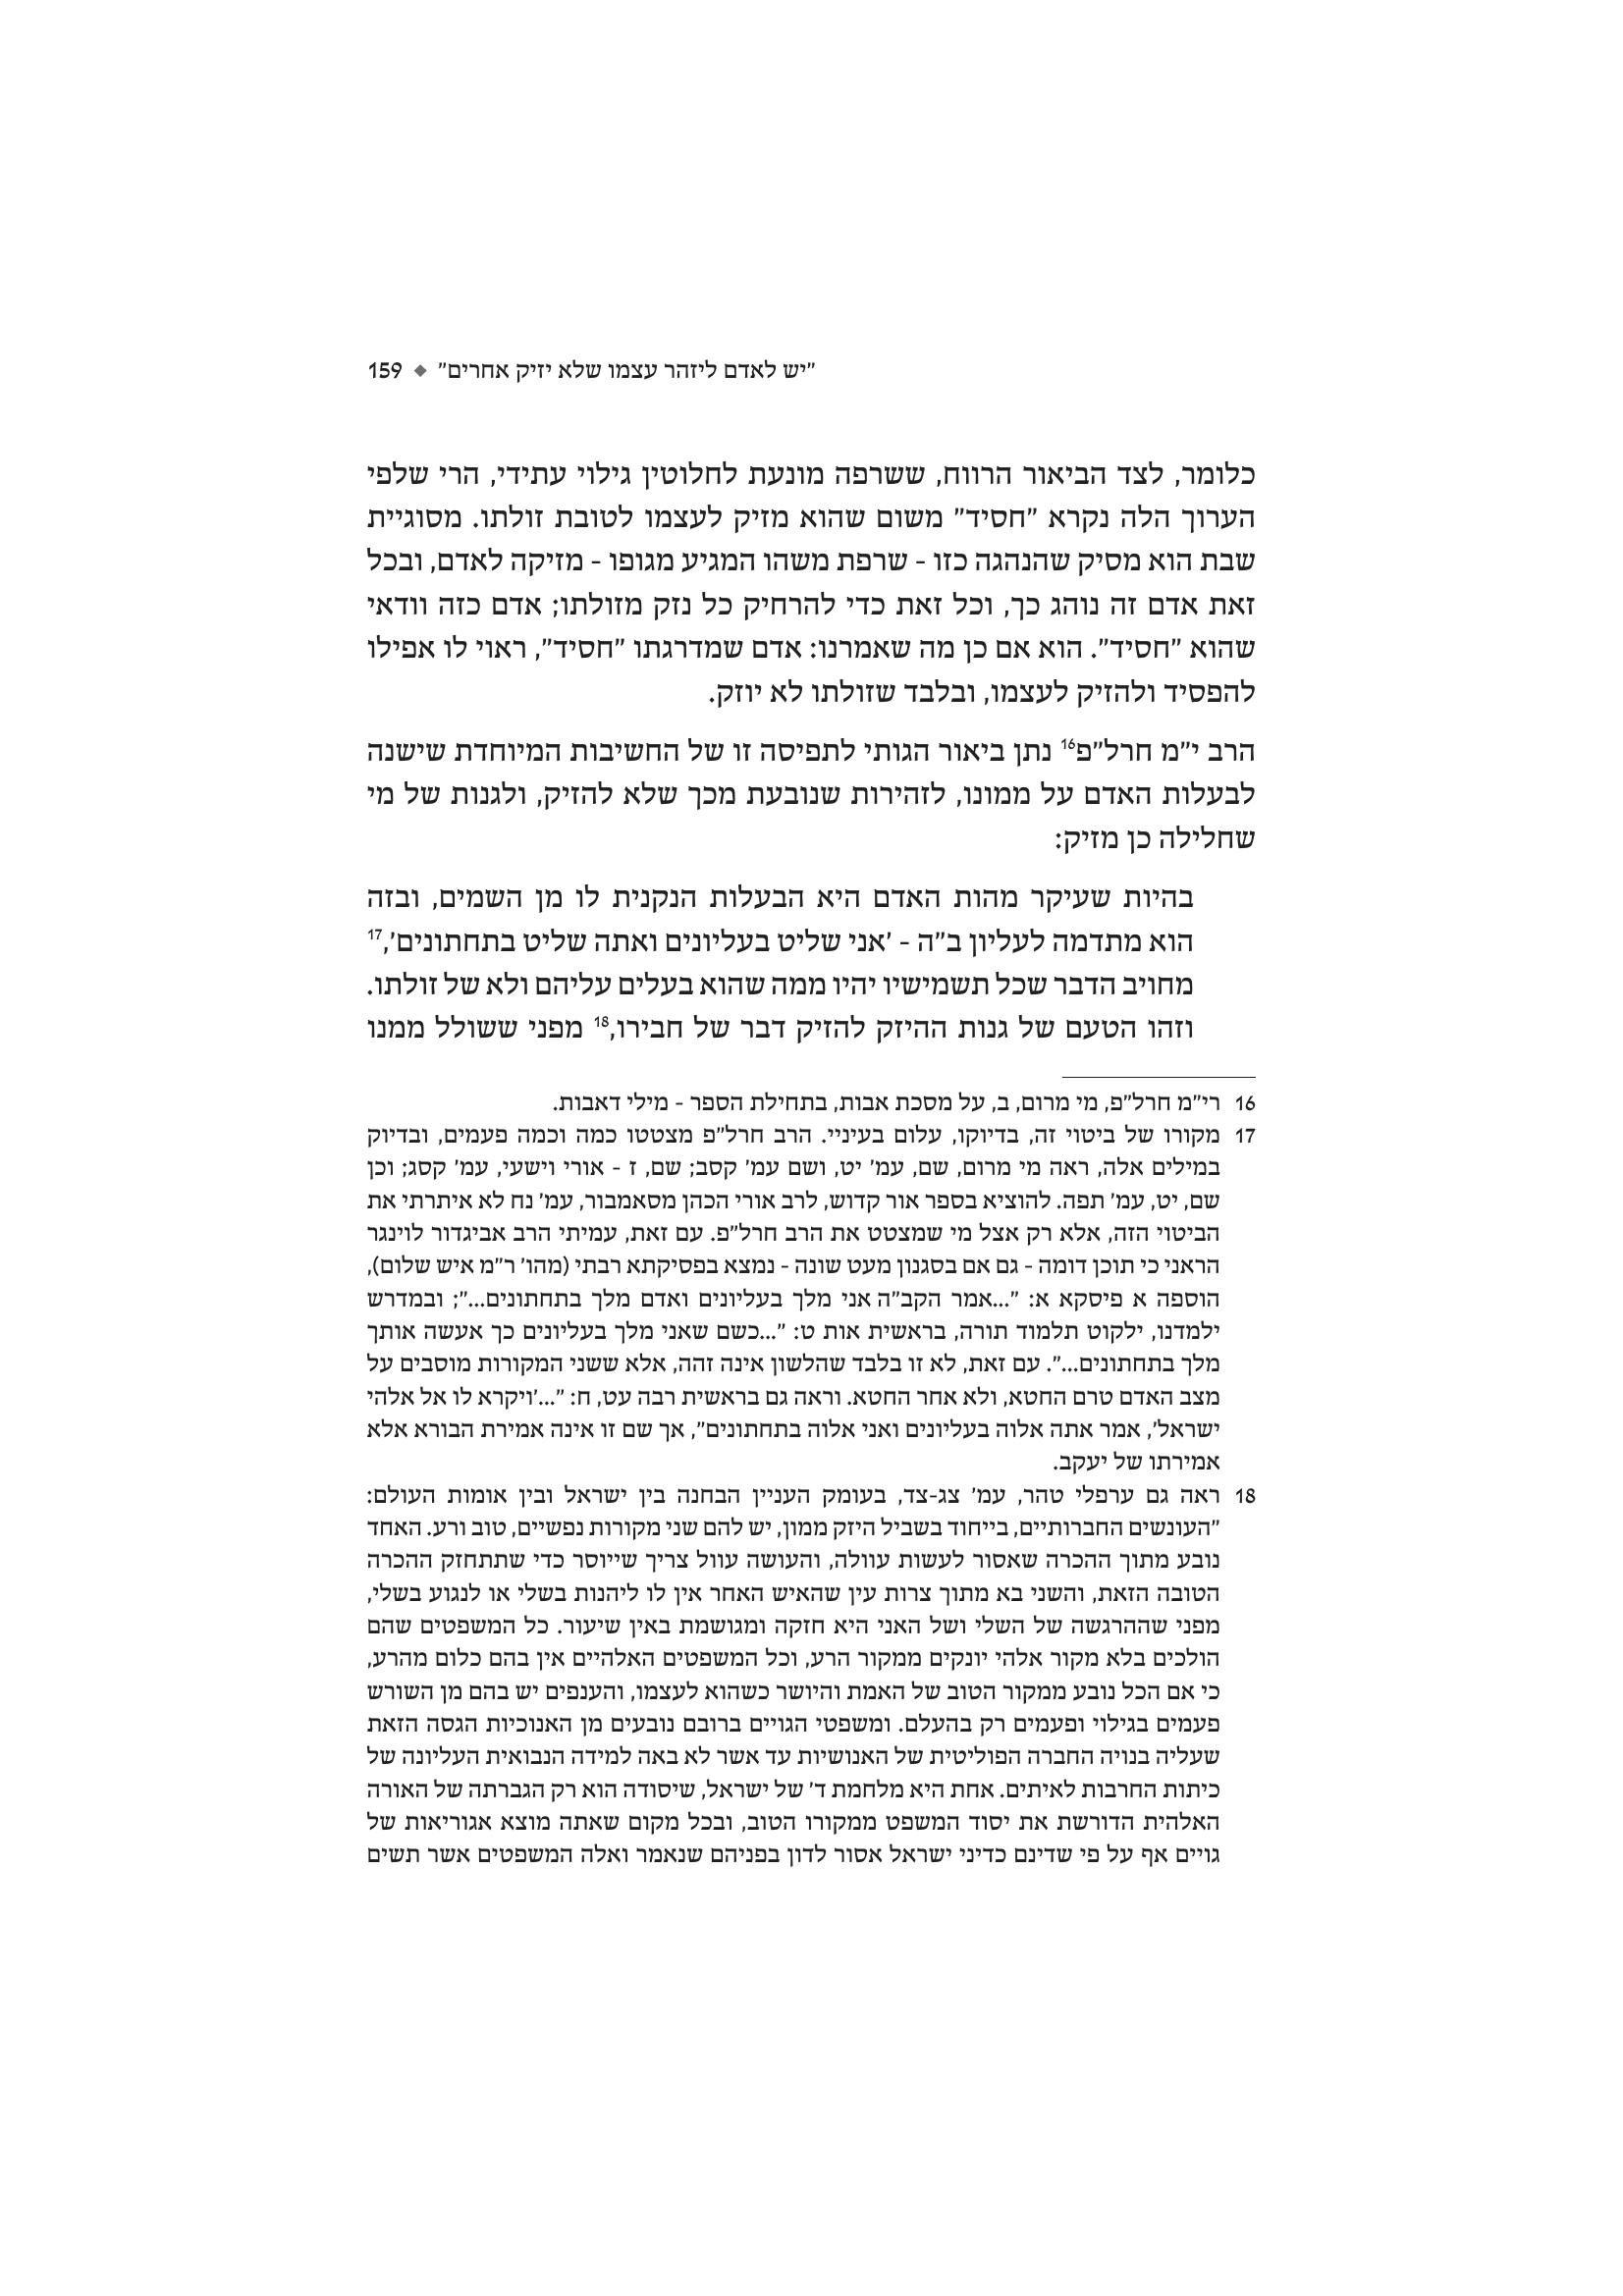 "יש לאדם ליזהר עצמו שלא יזיק אחרים" ◆ 159
כלומר, לצד הביאור הרווח, ששרפה מונעת לחלוטין גילוי עתידי, הרי שלפי
הערוך הלה נקרא "חסיד" משום שהוא מזיק לעצמו לטובת זולתו. מסוגיית
שבת הוא מסיק שהנהגה כזו - שרפת משהו המגיע מגופו - מזיקה לאדם, ובכל
זאת אדם זה נוהג כך, וכל זאת כדי להרחיק כל נזק מזולתו; אדם כזה וודאי
שהוא "חסיד". הוא אם כן מה שאמרנו: אדם שמדרגתו "חסיד", ראוי לו אפילו
להפסיד ולהזיק לעצמו, ובלבד שזולתו לא יוזק.
הרב י"מ חרל"פ16 נתן ביאור הגותי לתפיסה זו של החשיבות המיוחדת שישנה
לבעלות האדם על ממונו, לזהירות שנובעת מכך שלא להזיק, ולגנות של מי
שחלילה כן מזיק:
בהיות שעיקר מהות האדם היא הבעלות הנקנית לו מן השמים, ובזה
הוא מתדמה לעליון ב"ה - 'אני שליט בעליונים ואתה שליט בתחתונים',17
מחויב הדבר שכל תשמישיו יהיו ממה שהוא בעלים עליהם ולא של זולתו.
וזהו הטעם של גנות ההיזק להזיק דבר של חבירו,18 מפני ששולל ממנו
16 רי"מ חרל"פ, מי מרום, ב, על מסכת אבות, בתחילת הספר - מילי דאבות.
17 מקורו של ביטוי זה, בדיוקו, עלום בעיניי. הרב חרל"פ מצטטו כמה וכמה פעמים, ובדיוק
במילים אלה, ראה מי מרום, שם, עמ' יט, ושם עמ' קסב; שם, ז - אורי וישעי, עמ' קסג; וכן
שם, יט, עמ' תפה. להוציא בספר אור קדוש, לרב אורי הכהן מסאמבור, עמ' נח לא איתרתי את
הביטוי הזה, אלא רק אצל מי שמצטט את הרב חרל"פ. עם זאת, עמיתי הרב אביגדור לוינגר
הראני כי תוכן דומה - גם אם בסגנון מעט שונה - נמצא בפסיקתא רבתי (מהו' ר"מ איש שלום),
הוספה א פיסקא א: "...אמר הקב"ה אני מלך בעליונים ואדם מלך בתחתונים..."; ובמדרש
ילמדנו, ילקוט תלמוד תורה, בראשית אות ט: "...כשם שאני מלך בעליונים כך אעשה אותך
מלך בתחתונים...". עם זאת, לא זו בלבד שהלשון אינה זהה, אלא ששני המקורות מוסבים על
מצב האדם טרם החטא, ולא אחר החטא. וראה גם בראשית רבה עט, ח: "...'ויקרא לו אל אלהי
ישראל', אמר אתה אלוה בעליונים ואני אלוה בתחתונים", אך שם זו אינה אמירת הבורא אלא
אמירתו של יעקב.
18 ראה גם ערפלי טהר, עמ' צג-צד, בעומק העניין הבחנה בין ישראל ובין אומות העולם:
"העונשים החברותיים, בייחוד בשביל היזק ממון, יש להם שני מקורות נפשיים, טוב ורע. האחד
נובע מתוך ההכרה שאסור לעשות עוולה, והעושה עוול צריך שייוסר כדי שתתחזק ההכרה
הטובה הזאת, והשני בא מתוך צרות עין שהאיש האחר אין לו ליהנות בשלי או לנגוע בשלי,
מפני שההרגשה של השלי ושל האני היא חזקה ומגושמת באין שיעור. כל המשפטים שהם
הולכים בלא מקור אלהי יונקים ממקור הרע, וכל המשפטים האלהיים אין בהם כלום מהרע,
כי אם הכל נובע ממקור הטוב של האמת והיושר כשהוא לעצמו, והענפים יש בהם מן השורש
פעמים בגילוי ופעמים רק בהעלם. ומשפטי הגויים ברובם נובעים מן האנוכיות הגסה הזאת
שעליה בנויה החברה הפוליטית של האנושיות עד אשר לא באה למידה הנבואית העליונה של
כיתות החרבות לאיתים. אחת היא מלחמת ד' של ישראל, שיסודה הוא רק הגברתה של האורה
האלהית הדורשת את יסוד המשפט ממקורו הטוב, ובכל מקום שאתה מוצא אגוריאות של
גויים אף על פי שדינם כדיני ישראל אסור לדון בפניהם שנאמר ואלה המשפטים אשר תשים